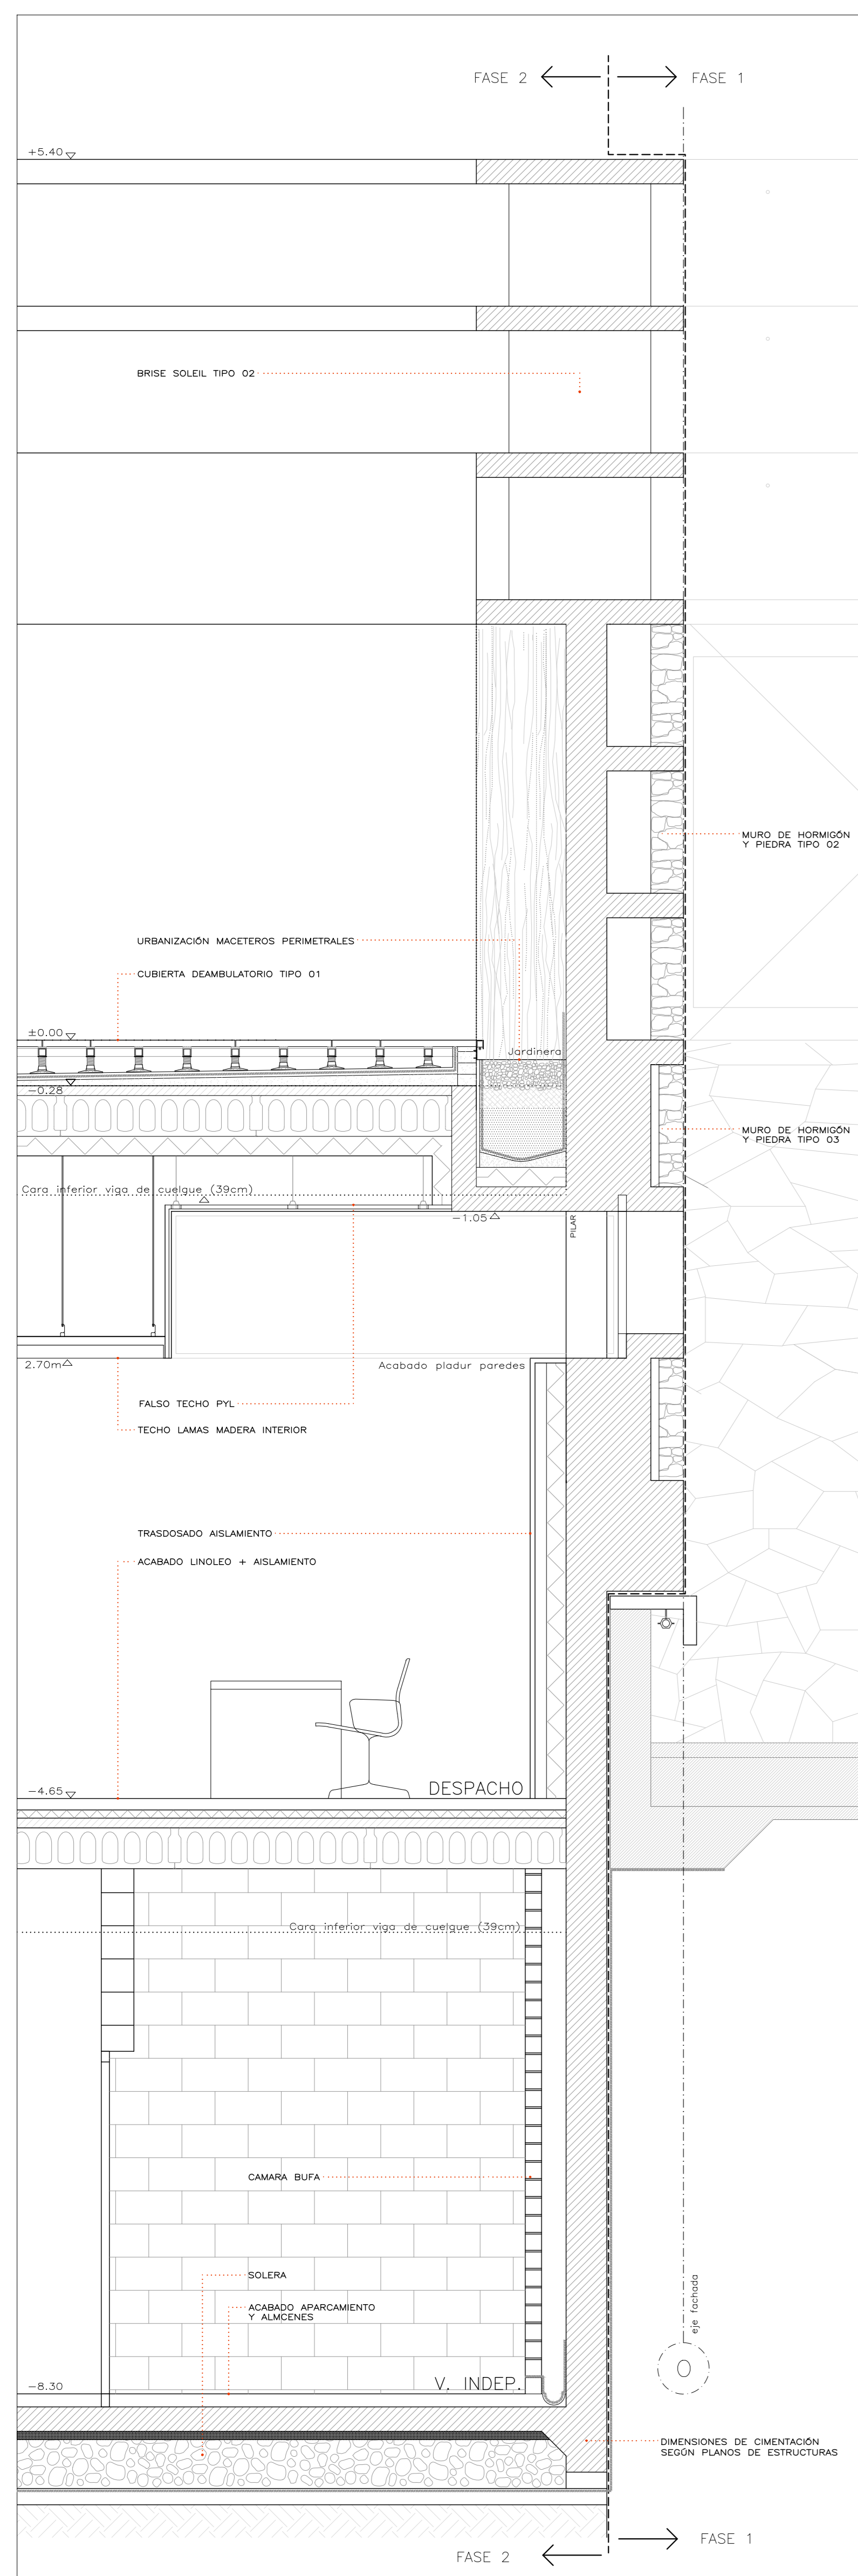 FASE 2
FASE 1
+5.40
BRISE SOLEIL TIPO 02
MURO DE HORMIGÓN
Y PIEDRA TIPO 02
URBANIZACIÓN MACETEROS PERIMETRALES
CUBIERTA DEAMBULATORIO TIPO 01
±0.00
Jardinera
−0.28
MURO DE HORMIGÓN
Y PIEDRA TIPO 03
Cara inferior viga de cuelgue (39cm)
−1.05
PILAR
2.70m
Acabado pladur paredes
FALSO TECHO PYL
TECHO LAMAS MADERA INTERIOR
TRASDOSADO AISLAMIENTO
ACABADO LINOLEO + AISLAMIENTO
DESPACHO
−4.65
Cara inferior viga de cuelgue (39cm)
CAMARA BUFA
SOLERA
ACABADO APARCAMIENTO
Y ALMCENES
eje fachada
V. INDEP.
−8.30
DIMENSIONES DE CIMENTACIÓN
SEGÚN PLANOS DE ESTRUCTURAS
FASE 1
FASE 2